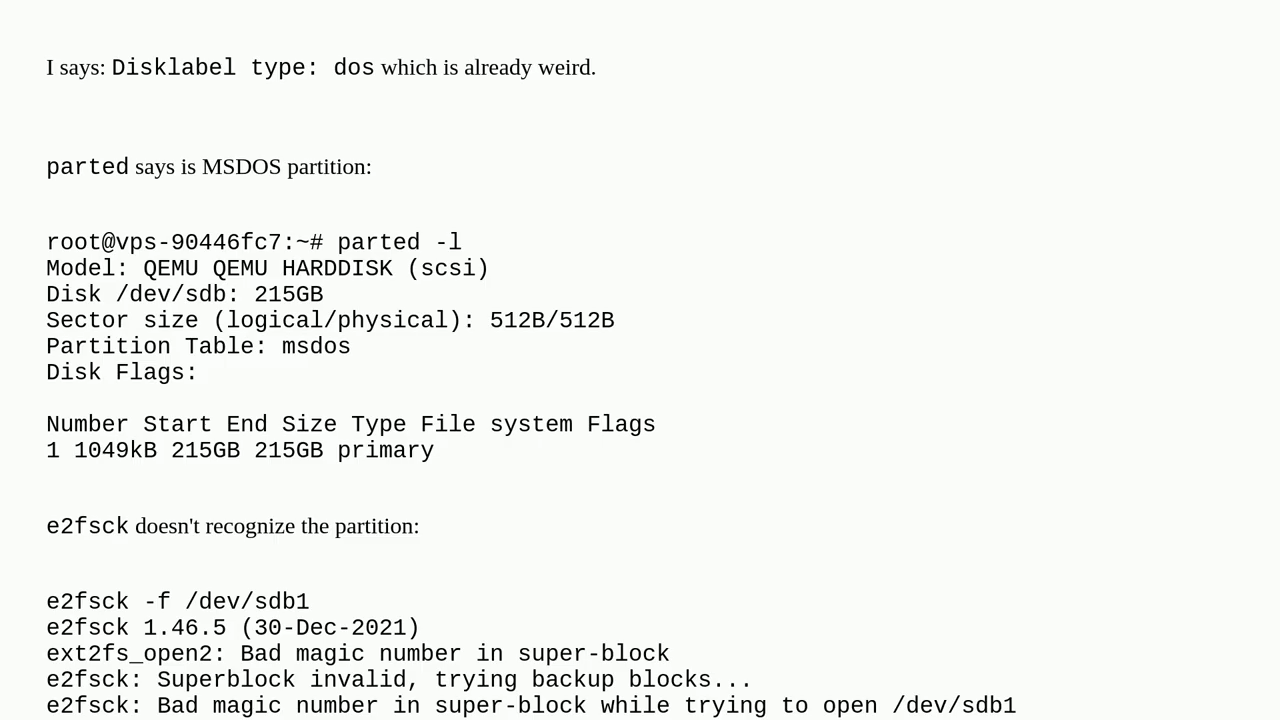 I says: Disklabel type: dos which is already weird.
parted says is MSDOS partition:
root@vps-90446fc7:~# parted -l
Model: QEMU QEMU HARDDISK (scsi)
Disk /dev/sdb: 215GB
Sector size (logical/physical): 512B/512B
Partition Table: msdos
Disk Flags:
Number Start End Size Type File system Flags
1 1049kB 215GB 215GB primary
e2fsck doesn't recognize the partition:
e2fsck -f /dev/sdb1
e2fsck 1.46.5 (30-Dec-2021)
ext2fs_open2: Bad magic number in super-block
e2fsck: Superblock invalid, trying backup blocks...
e2fsck: Bad magic number in super-block while trying to open /dev/sdb1